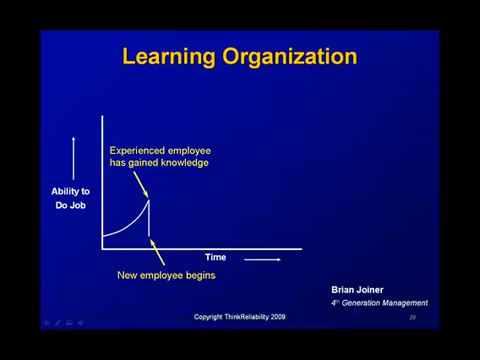 Learning Organization
Experienced employee
has gained knowledge
Ability to
Do Job
Time
New employee begins
Brian Joiner
4th Generation Management
Copyright ThinkReliability 2009
29